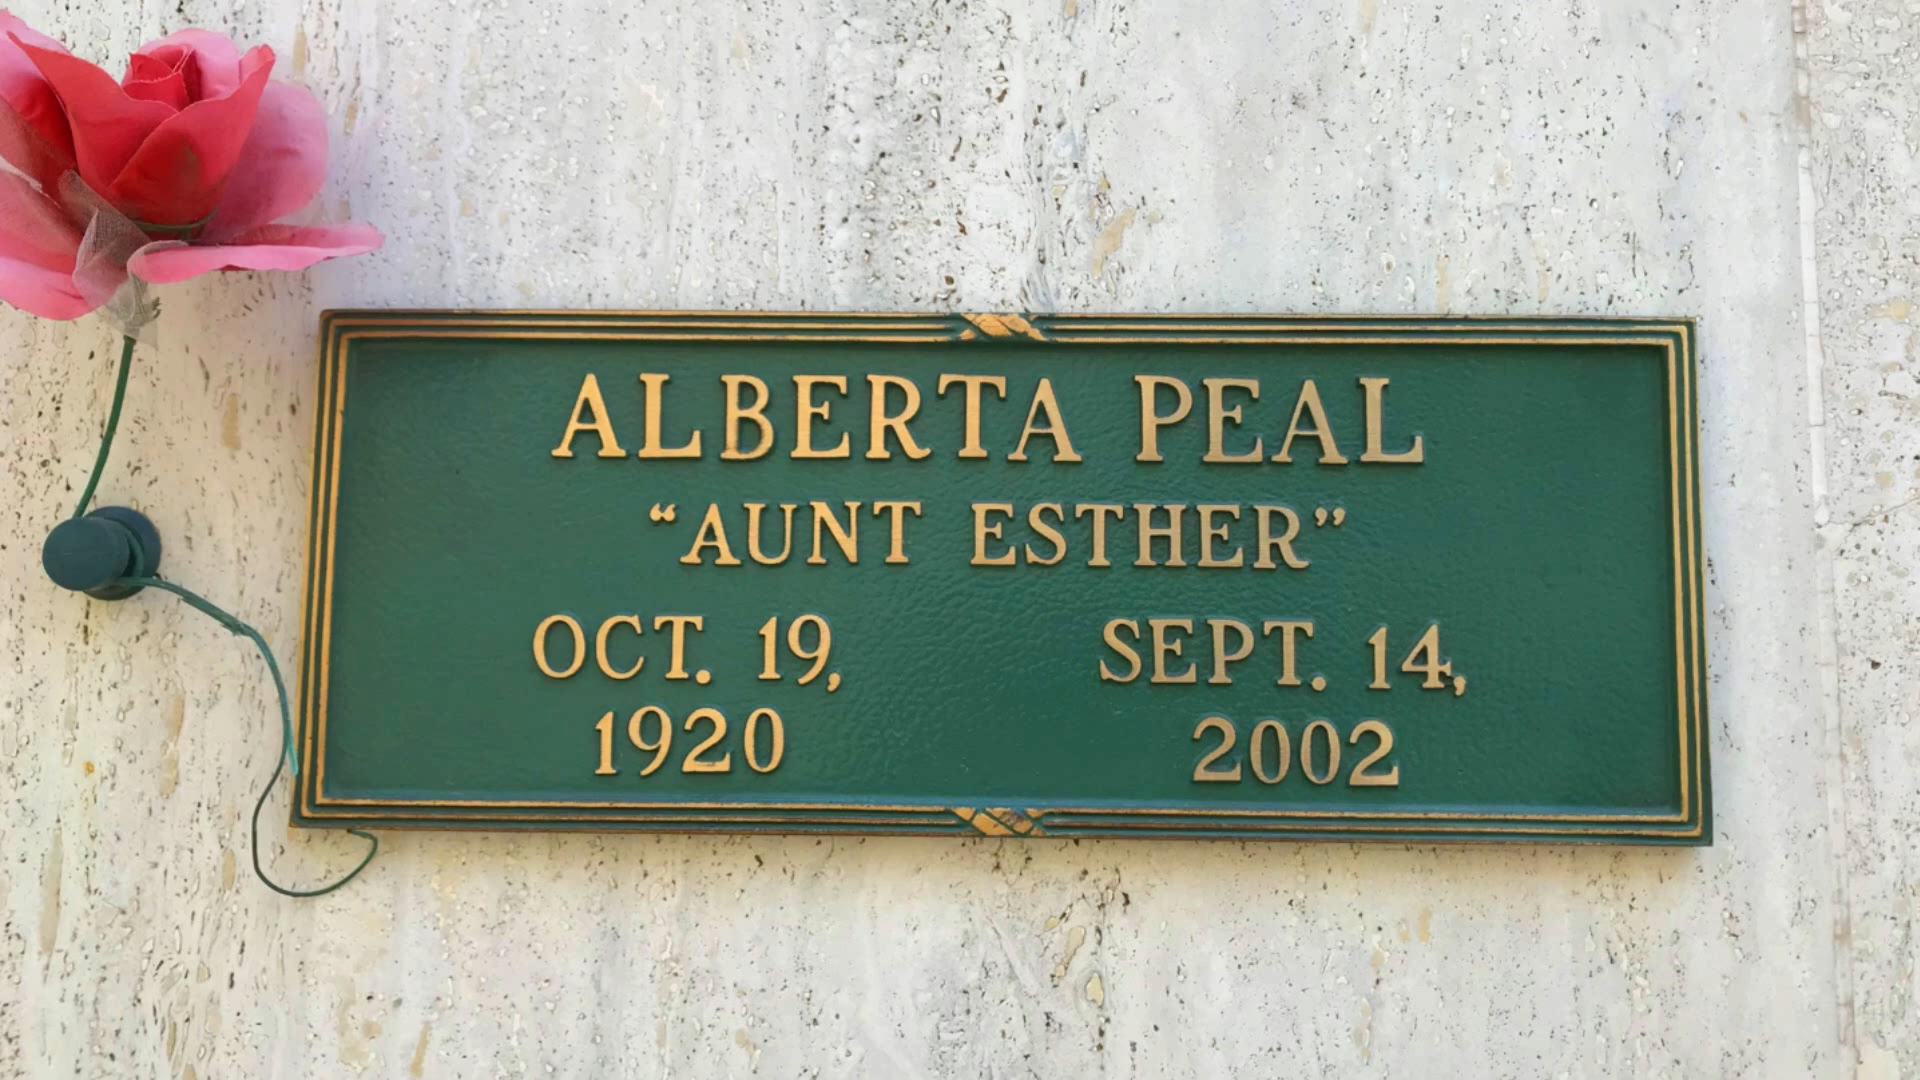 ALBERTA PEAL
“AUNT ESTHER”
OCT. 19, SEPT. 14,
1920 2002